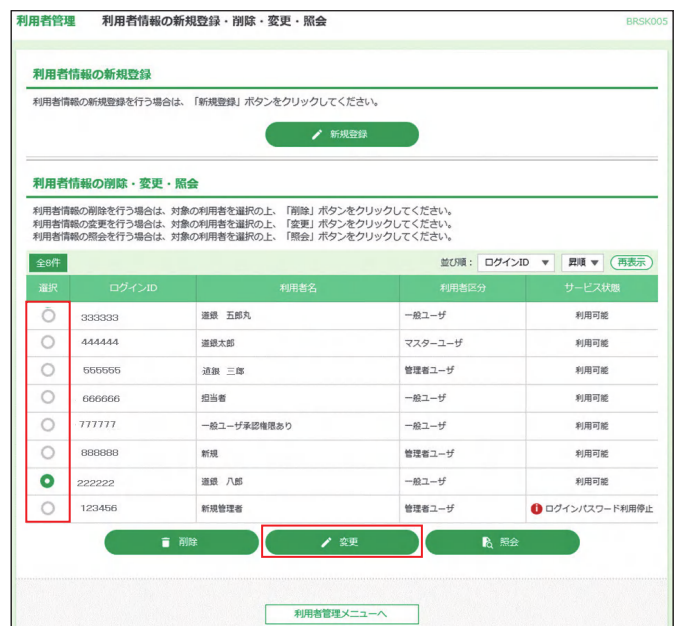 利用者管理 利用者情報の新規登録・削除・変更・照会 BRSK005
利用者情報の新規登録
利用者情報の新規登録を行う場合は、「新規登録」ボタンをクリックしてください。
新規登録
利用者情報の削除・変更・照会
利用者情報の削除を行う場合は、対象の利用者を選択の上、「削除」ボタンをクリックしてください。
利用者情報の変更を行う場合は、対象の利用者を選択の上、「変更」ボタンをクリックしてください。
利用者情報の照会を行う場合は、対象の利用者を選択の上、「照会」ボタンをクリックしてください。
全8件 並び順： ログインID ▼ 昇順 ▼ 再表示
選択 ログインID 利用者名 利用者区分 サービス状態
333333 道銀 五郎丸 一般ユーザ 利用可能
444444 道銀太郎 マスターユーザ 利用可能
555555 道銀 三郎 管理者ユーザ 利用可能
666666 担当者 一般ユーザ 利用可能
777777 一般ユーザ承認権限あり 一般ユーザ 利用可能
888888 新規 管理者ユーザ 利用可能
222222 道銀 八郎 一般ユーザ 利用可能
123456 新規管理者 管理者ユーザ ログインパスワード利用停止
削除 変更 照会
利用者管理メニューへ